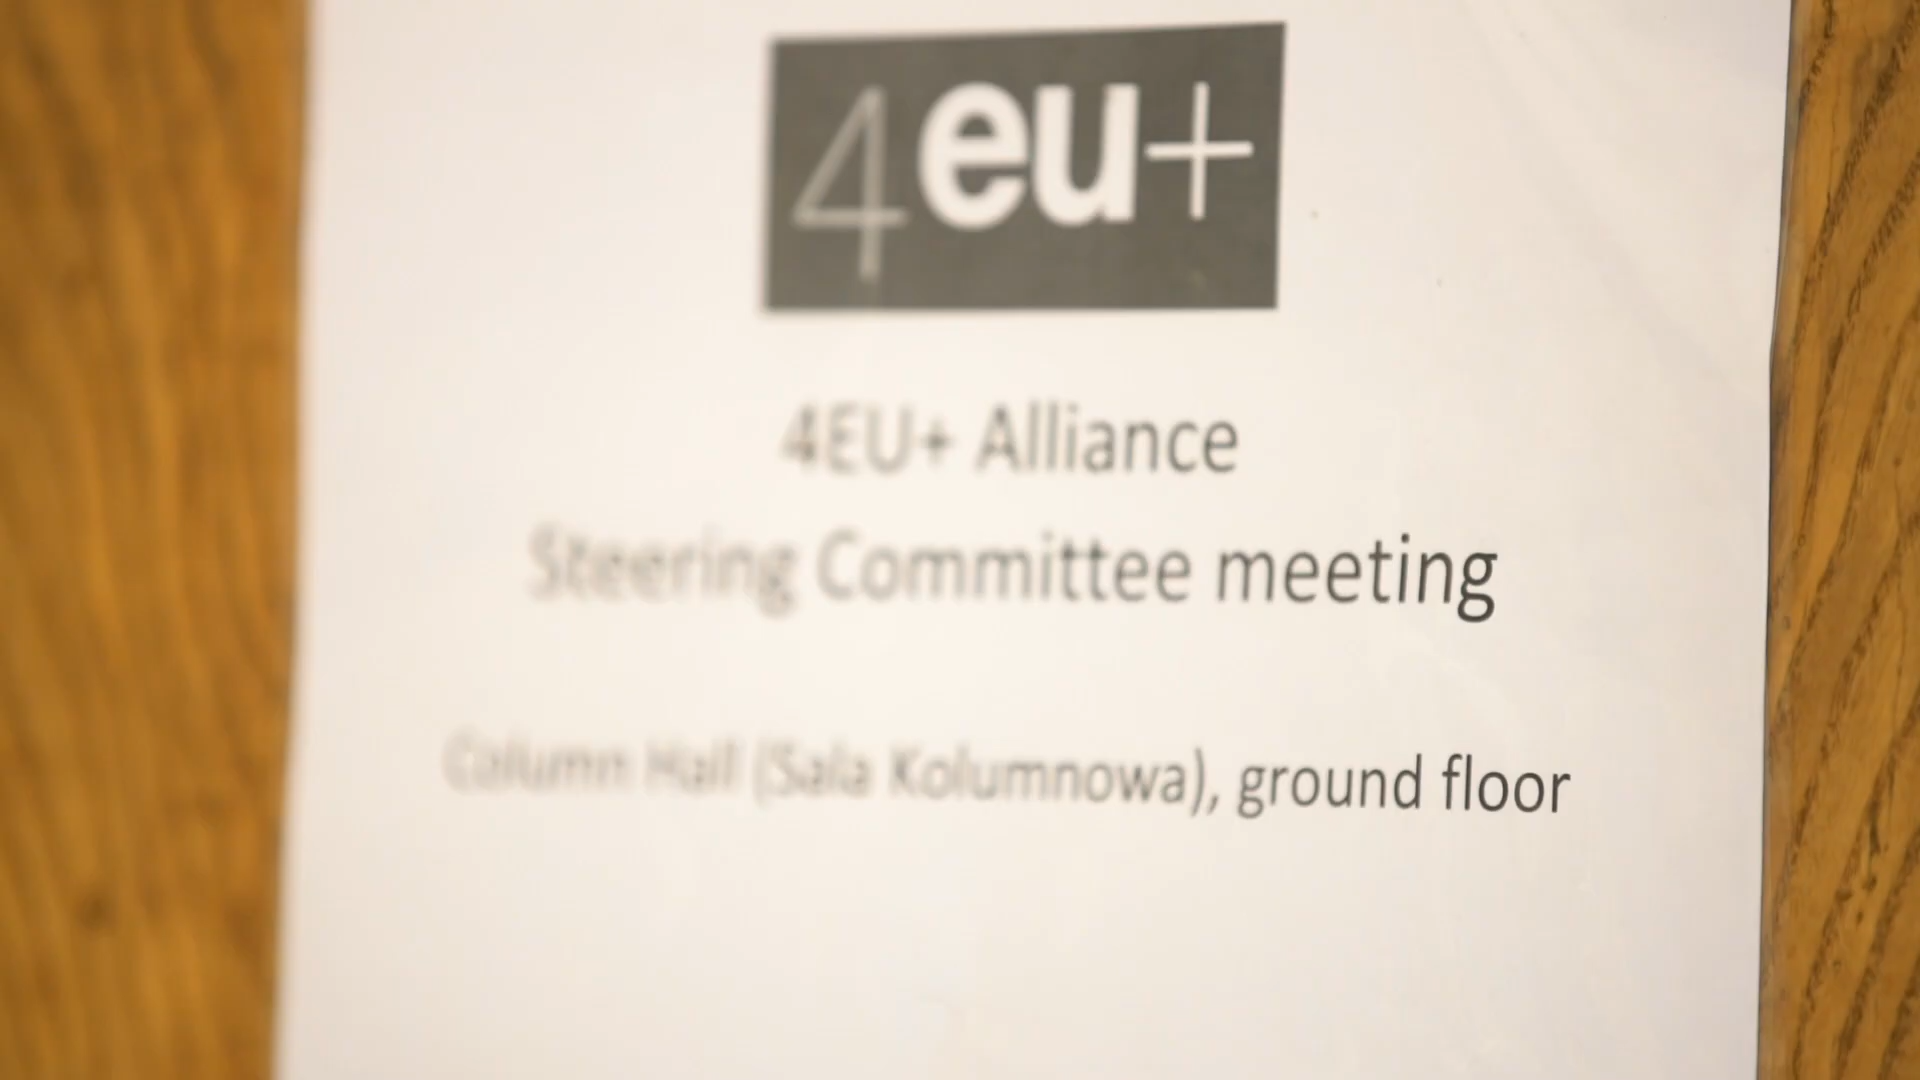 4eu+
4EU+ Alliance
Steering Committee meeting
Column Hall (Sala Kolumnowa), ground floor